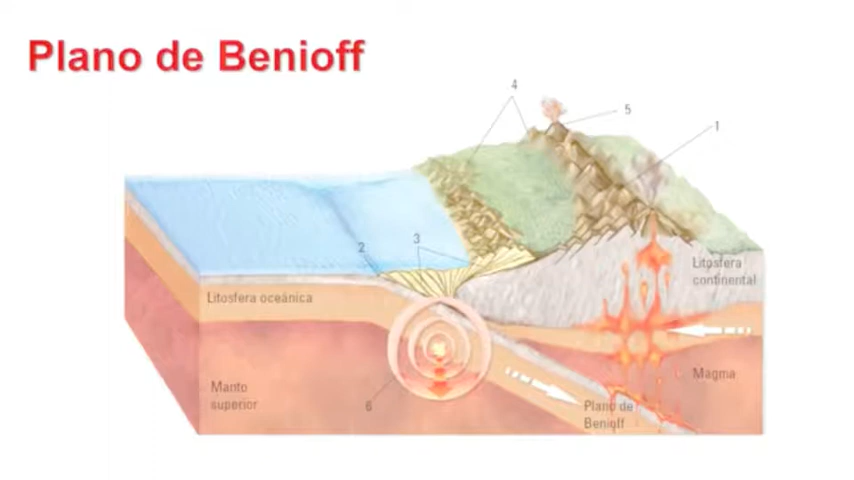 Plano de Benioff
4
5
1
2
3
Litosfera
continental
Litosfera oceánica
Magma
Manto
superior
6
Plano de
Benioff